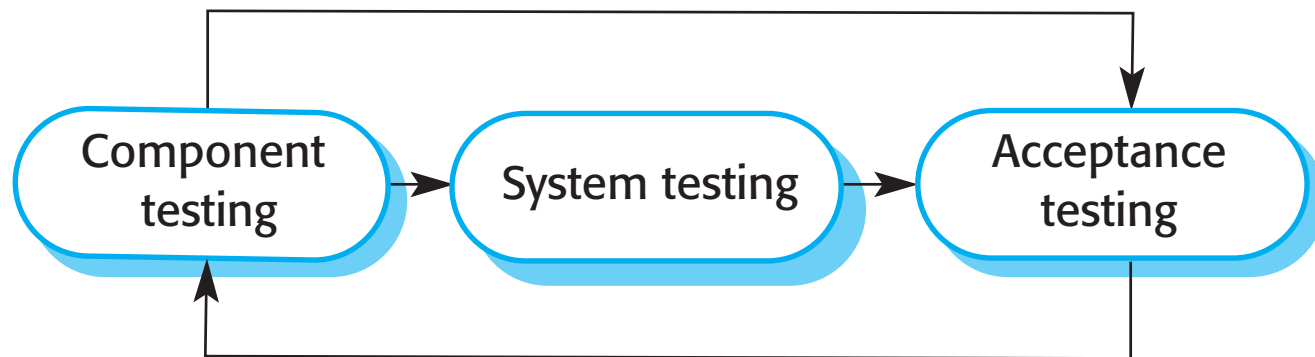 Component
testing
System testing
Acceptance
testing